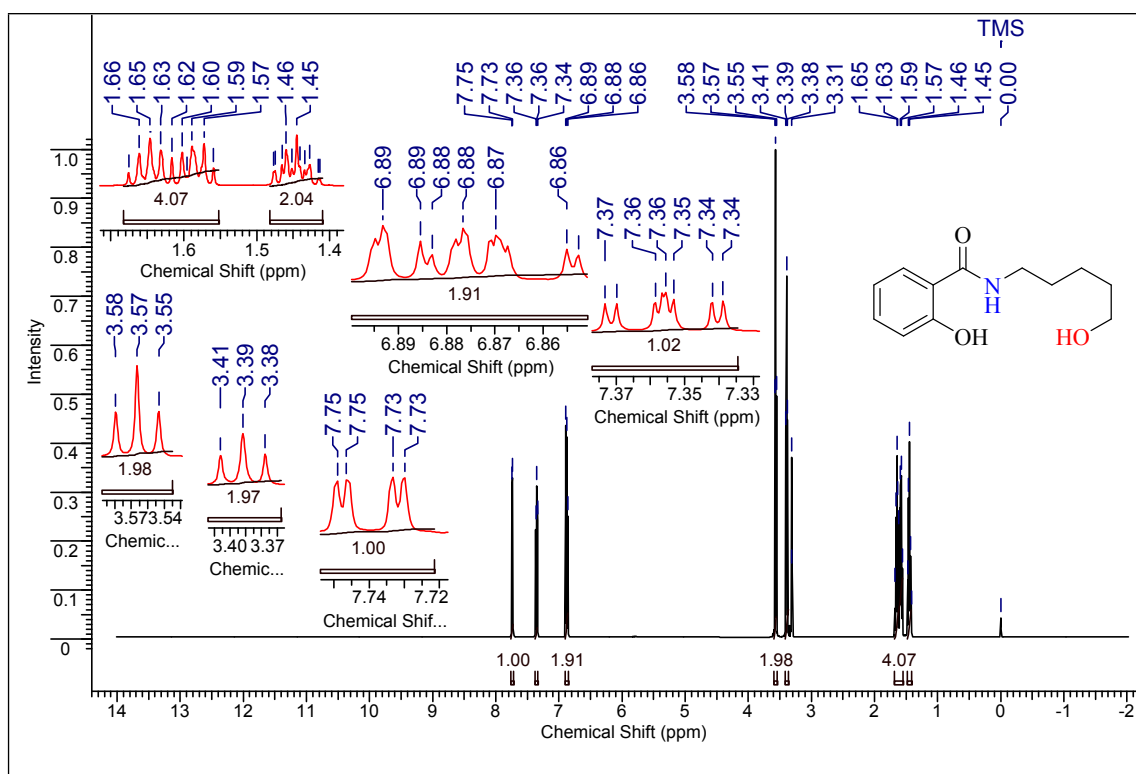 TMS
1.66 1.65 1.63 1.62 1.60 1.59 1.57 1.46 1.45
7.75 7.73 7.36 7.36 7.34 6.89 6.88 6.86 3.58 3.57 3.55 3.41 3.39 3.38 3.31 1.65 1.63 1.59 1.57 1.46 1.45 0.00
4.07 2.04
1.6 1.5 1.4
Chemical Shift (ppm)
6.89 6.89 6.88 6.88 6.87 6.86
1.91
6.89 6.88 6.87 6.86
Chemical Shift (ppm)
7.37 7.36 7.36 7.35 7.34 7.34
1.02
7.37 7.35 7.33
Chemical Shift (ppm)
O
N
H
OH
HO
3.58 3.57 3.55
1.98
3.57 3.54
Chemic...
3.41 3.39 3.38
1.97
3.40 3.37
Chemic...
7.75 7.75 7.73 7.73
1.00
7.74 7.72
Chemical Shif...
Intensity
1.0
0.9
0.8
0.7
0.6
0.5
0.4
0.3
0.2
0.1
0
1.00 1.91 1.98 4.07
14 13 12 11 10 9 8 7 6 5 4 3 2 1 0 -1 -2
Chemical Shift (ppm)